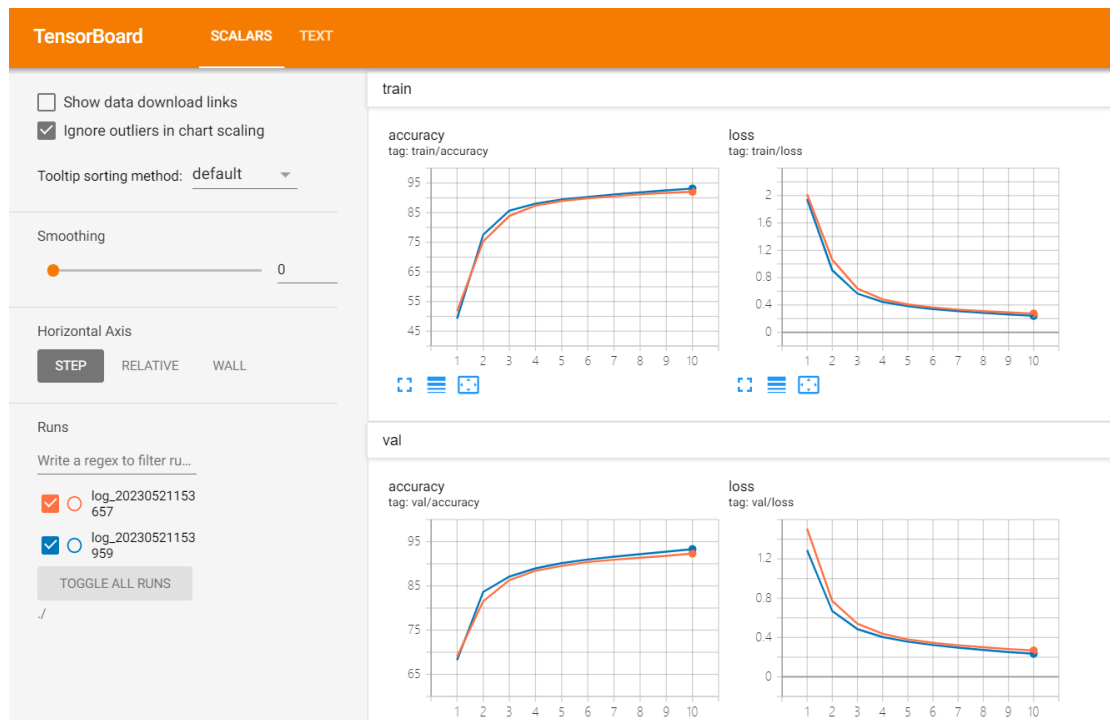 TensorBoard SCALARS TEXT
Show data download links
Ignore outliers in chart scaling
Tooltip sorting method: default
Smoothing
0
Horizontal Axis
STEP RELATIVE WALL
Runs
Write a regex to filter ru...
log_20230521153
657
log_20230521153
959
TOGGLE ALL RUNS
./
train
accuracy
tag: train/accuracy
95
85
75
65
55
45
1 2 3 4 5 6 7 8 9 10
loss
tag: train/loss
2
1.6
1.2
0.8
0.4
0
1 2 3 4 5 6 7 8 9 10
val
accuracy
tag: val/accuracy
95
85
75
65
1 2 3 4 5 6 7 8 9 10
loss
tag: val/loss
1.2
0.8
0.4
0
1 2 3 4 5 6 7 8 9 10